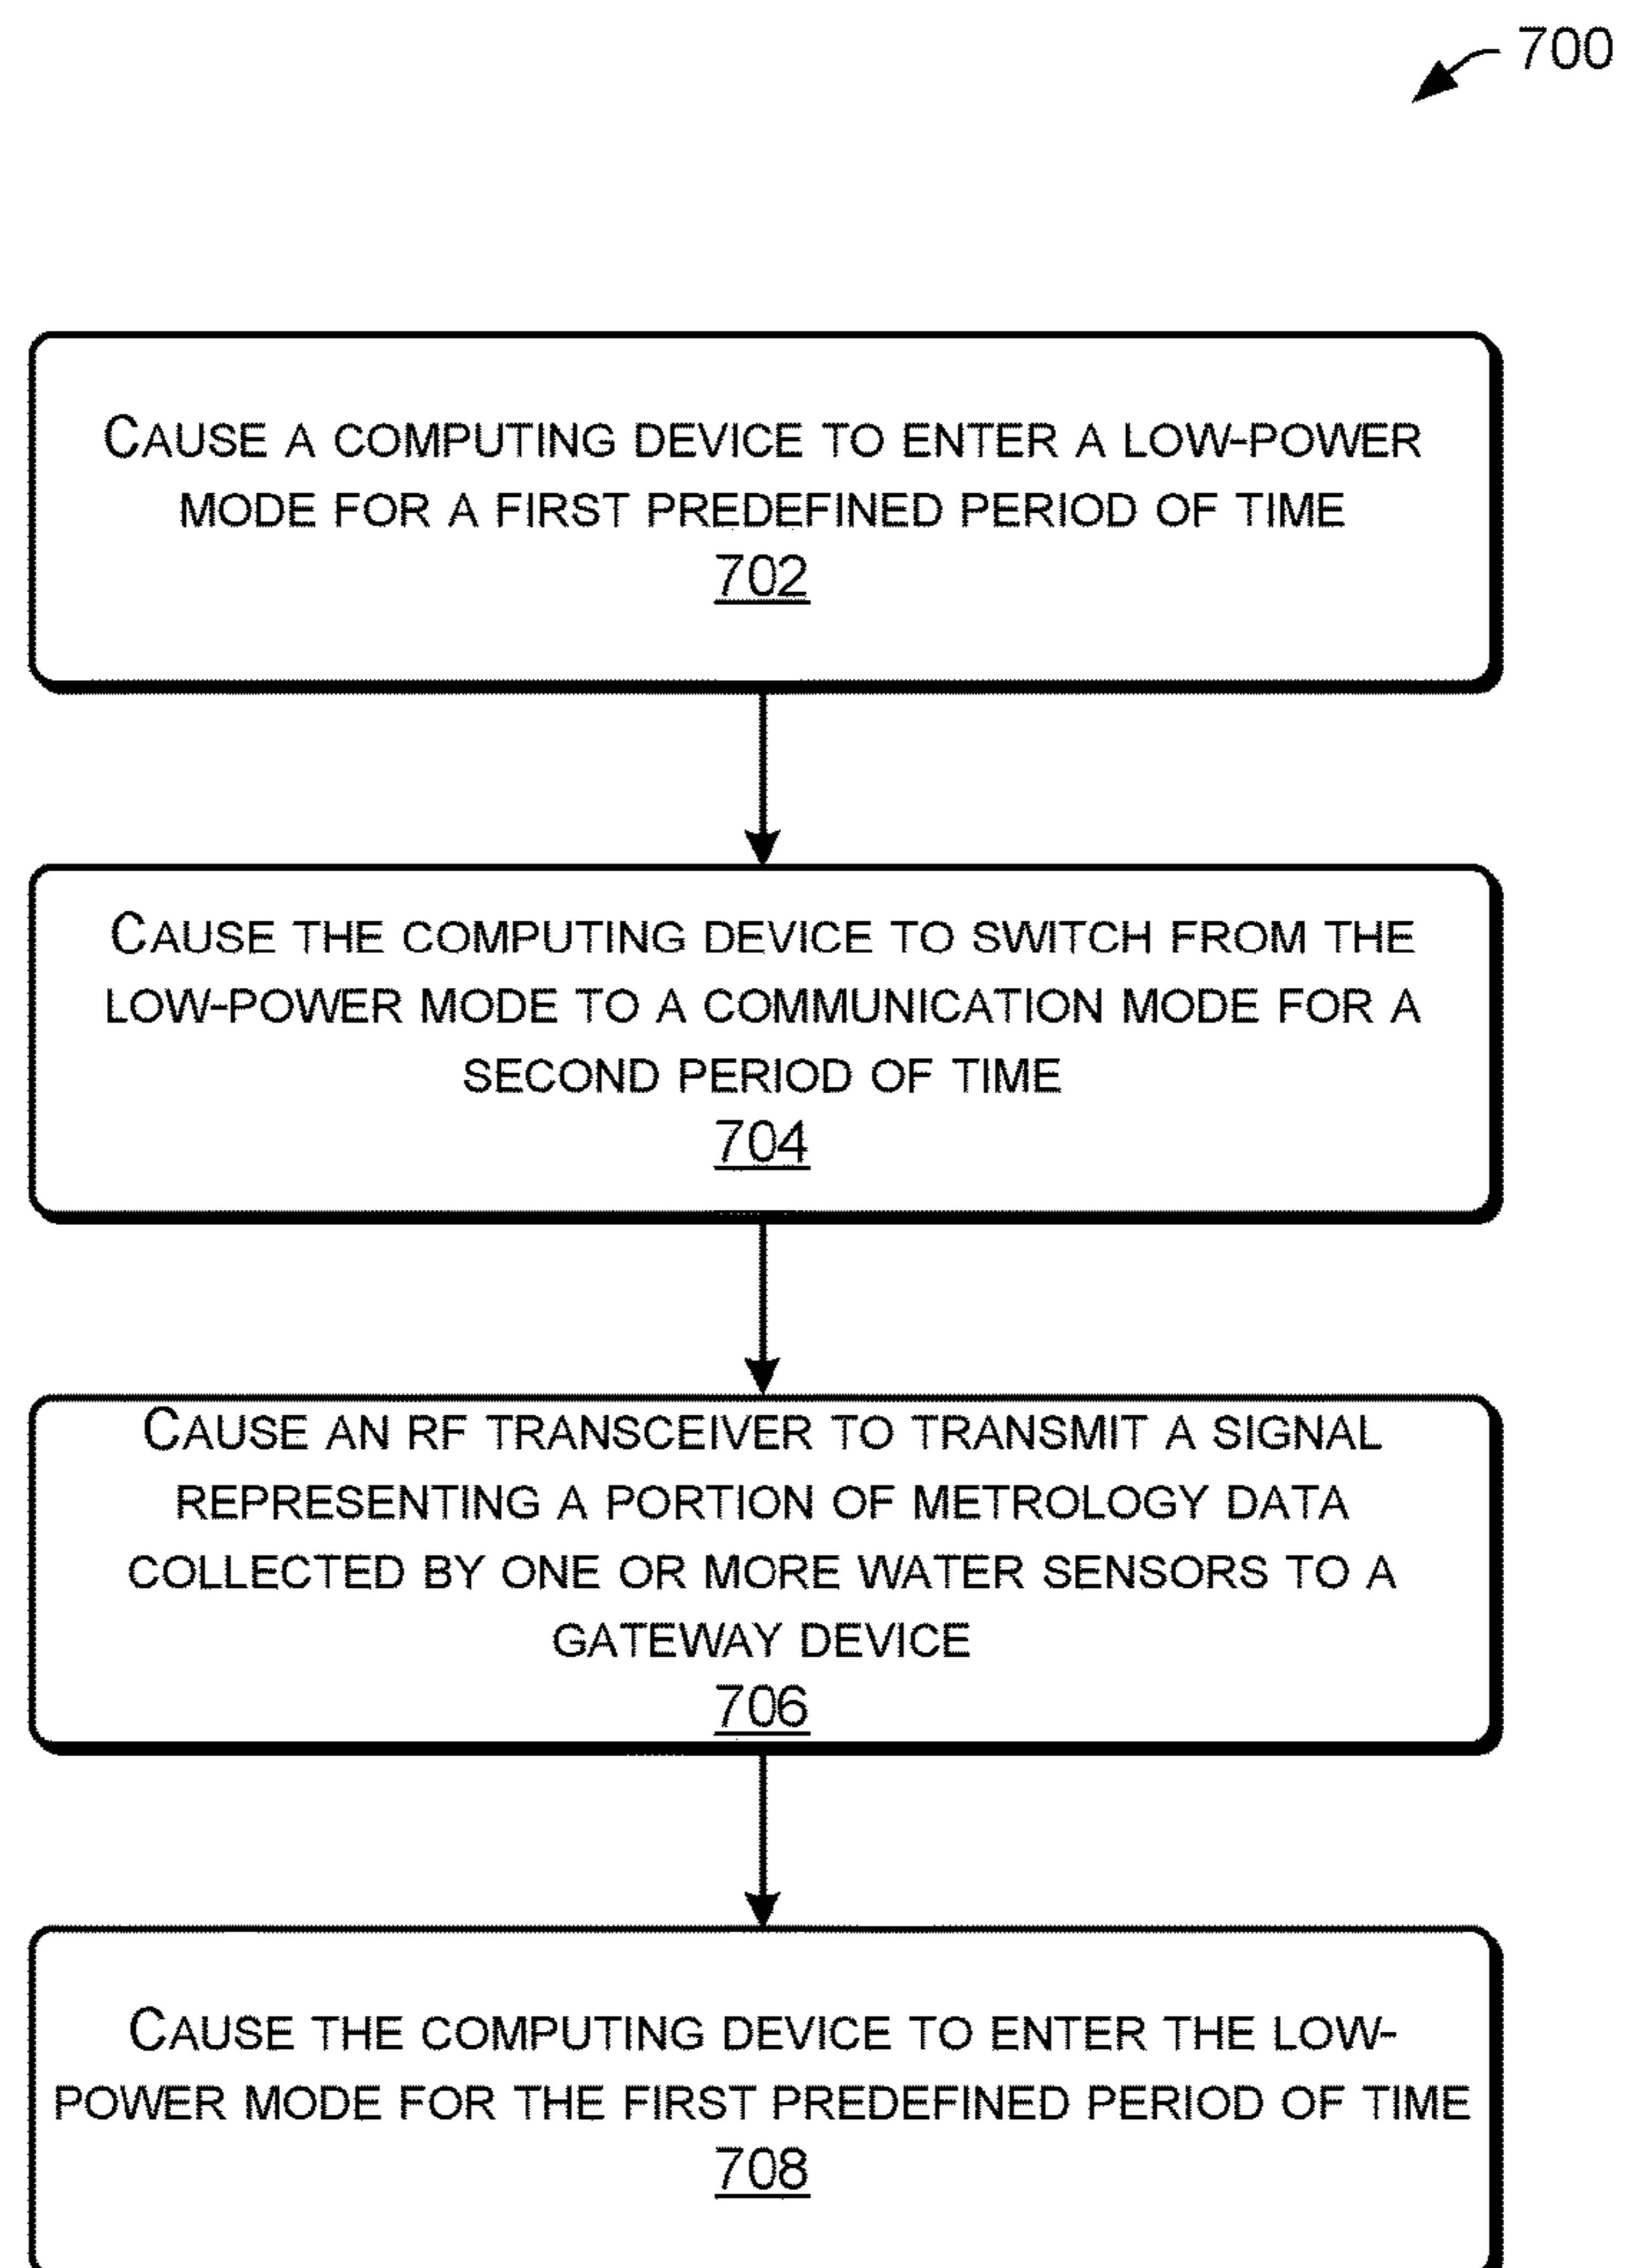 700
CAUSE A COMPUTING DEVICE TO ENTER A LOW-POWER
MODE FOR A FIRST PREDEFINED PERIOD OF TIME
702
CAUSE THE COMPUTING DEVICE TO SWITCH FROM THE
LOW-POWER MODE TO A COMMUNICATION MODE FOR A
SECOND PERIOD OF TIME
704
CAUSE AN RF TRANSCEIVER TO TRANSMIT A SIGNAL
REPRESENTING A PORTION OF METROLOGY DATA
COLLECTED BY ONE OR MORE WATER SENSORS TO A
GATEWAY DEVICE
706
CAUSE THE COMPUTING DEVICE TO ENTER THE LOW-
POWER MODE FOR THE FIRST PREDEFINED PERIOD OF TIME
708